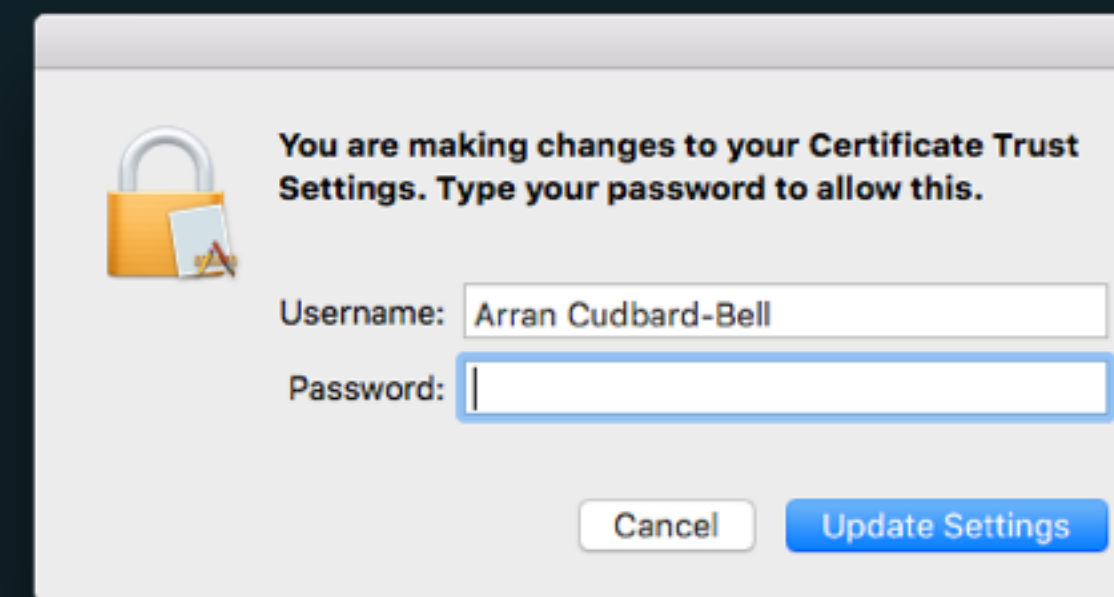 You are making changes to your Certificate Trust
Settings. Type your password to allow this.
Username: Arran Cudbard-Bell
Password:
Cancel Update Settings